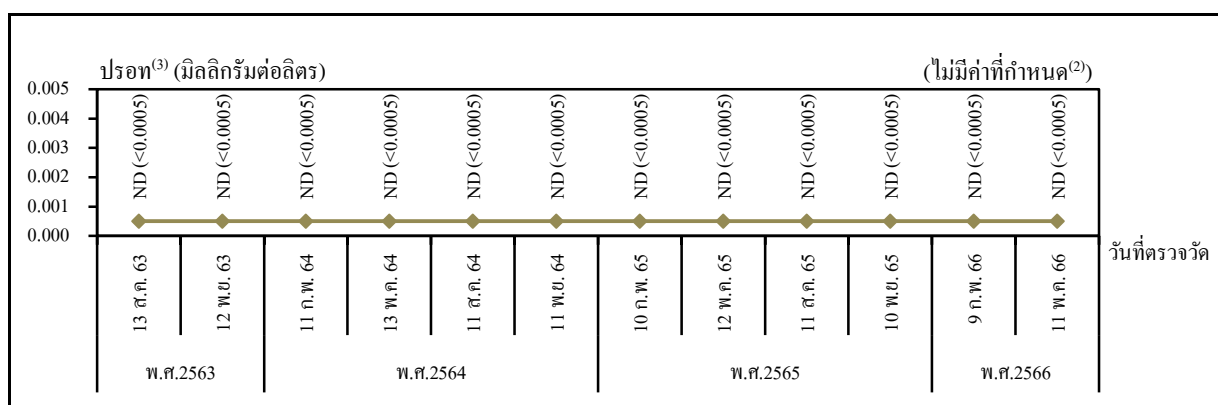 ปรอท⁽³⁾ (มิลลิกรัมต่อลิตร) (ไม่มีค่าที่กำหนด⁽²⁾)
0.005
0.004
0.003
0.002
0.001
0.000
ND (<0.0005)
ND (<0.0005)
ND (<0.0005)
ND (<0.0005)
ND (<0.0005)
ND (<0.0005)
ND (<0.0005)
ND (<0.0005)
ND (<0.0005)
ND (<0.0005)
ND (<0.0005)
ND (<0.0005)
วันที่ตรวจวัด
13 ส.ค. 63
12 พ.ย. 63
11 ก.พ. 64
13 พ.ค. 64
11 ส.ค. 64
11 พ.ย. 64
10 ก.พ. 65
12 พ.ค. 65
11 ส.ค. 65
10 พ.ย. 65
9 ก.พ. 66
11 พ.ค. 66
พ.ศ.2563 พ.ศ.2564 พ.ศ.2565 พ.ศ.2566